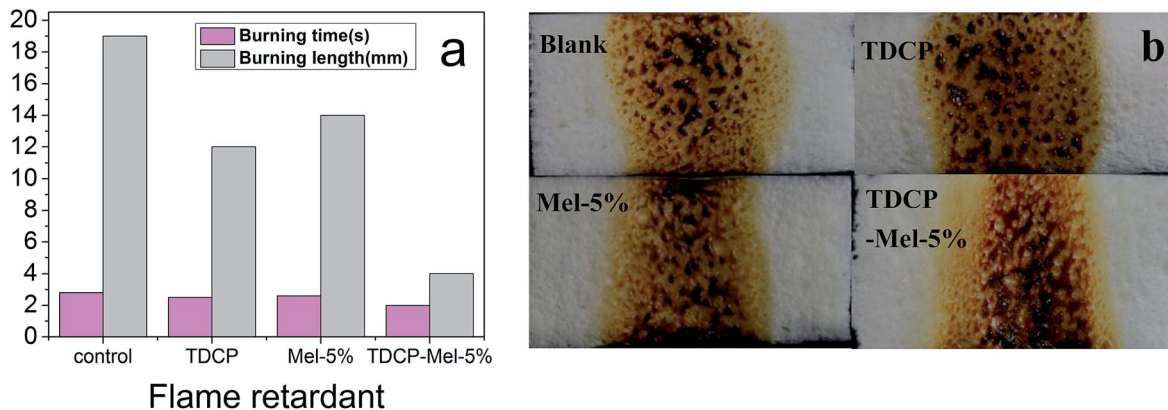 20
18
16
14
12
10
8
6
4
2
0
Burning time(s)
Burning length(mm)
a
control TDCP Mel-5% TDCP-Mel-5%
Flame retardant
Blank
TDCP
b
Mel-5%
TDCP
-Mel-5%